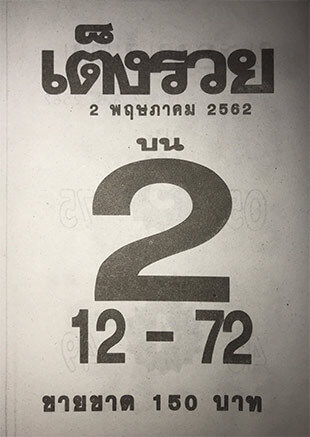 เต็งรวย
2 พฤษภาคม 2562
บน
2
12 - 72
ขายขาด 150 บาท